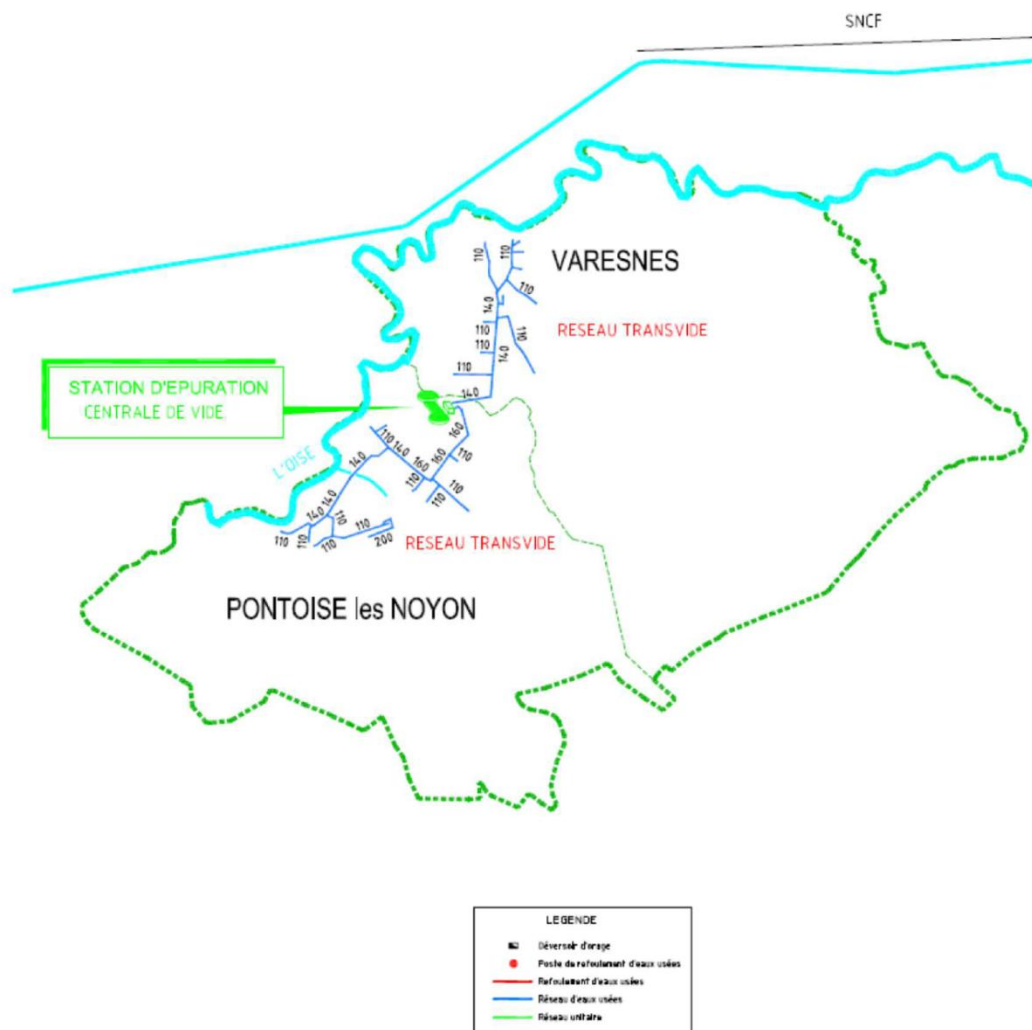 SNCF
VARESNES
110
110
110
140
110
110
110
140
RESEAU TRANSVIDE
110
140
STATION D'EPURATION
CENTRALE DE VIDE
L'OISE
160
110
140
160
160
110
110
110
110
140
140
140
110
110
110
110
110
200
RESEAU TRANSVIDE
PONTOISE les NOYON
LEGENDE
Déversoir d'orage
Poste de refoulement d'eaux usées
Refoulement d'eaux usées
Réseau d'eaux usées
Réseau unitaire